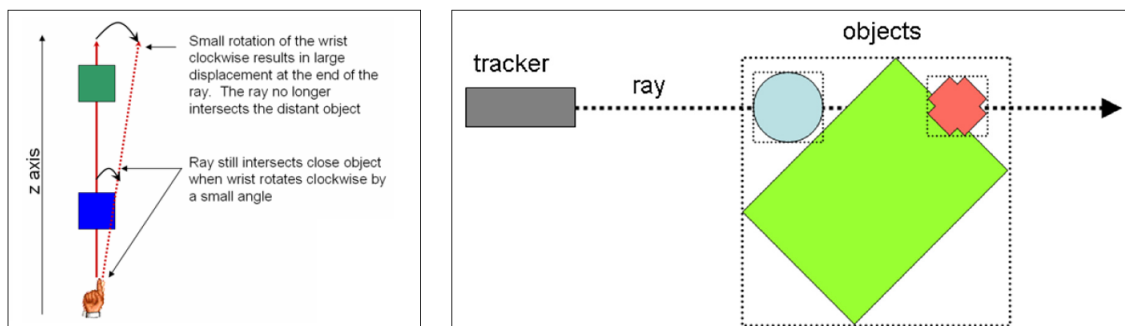 Small rotation of the wrist
clockwise results in large
displacement at the end of the
ray. The ray no longer
intersects the distant object
z axis
Ray still intersects close object
when wrist rotates clockwise by
a small angle
objects
tracker
ray